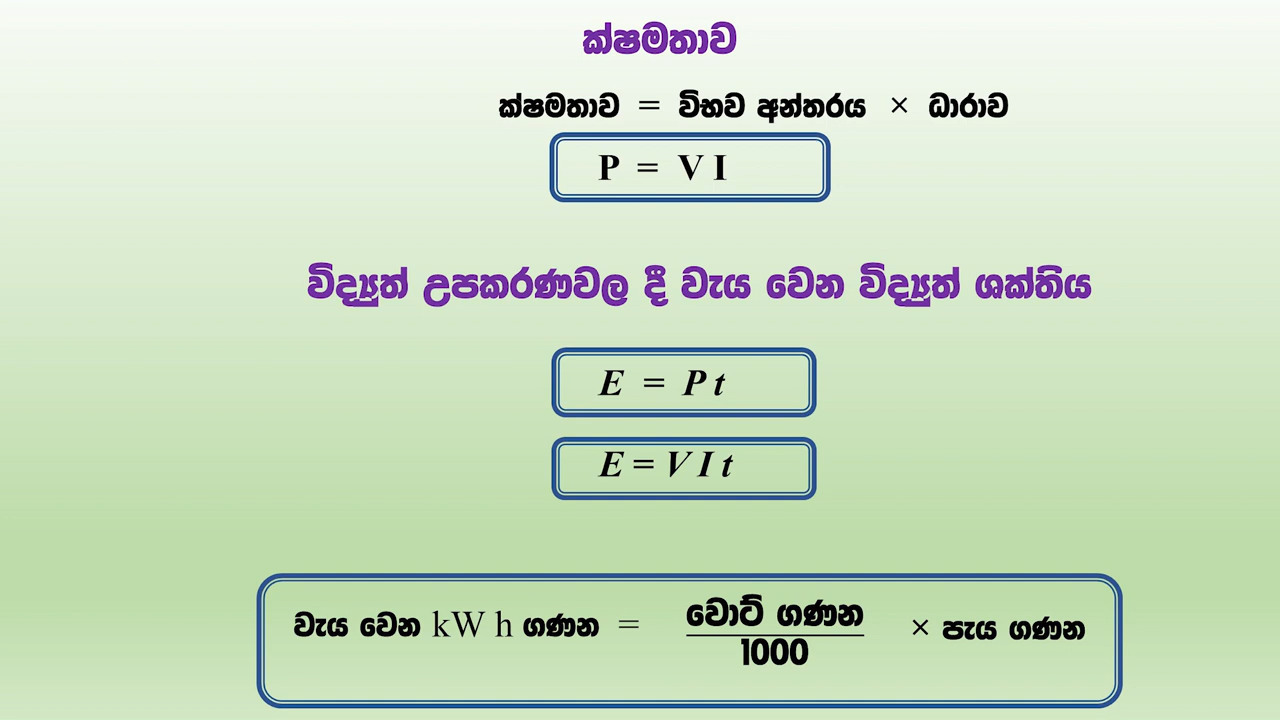 ක්ෂමතාව
ක්ෂමතාව = විභව අන්තරය × ධාරාව
P = V I
විද්‍යුත් උපකරණවල දී වැය වෙන විද්‍යුත් ශක්තිය
E = P t
E = V I t
වැය වෙන kW h ගණන = වොට් ගණන / 1000 × පැය ගණන